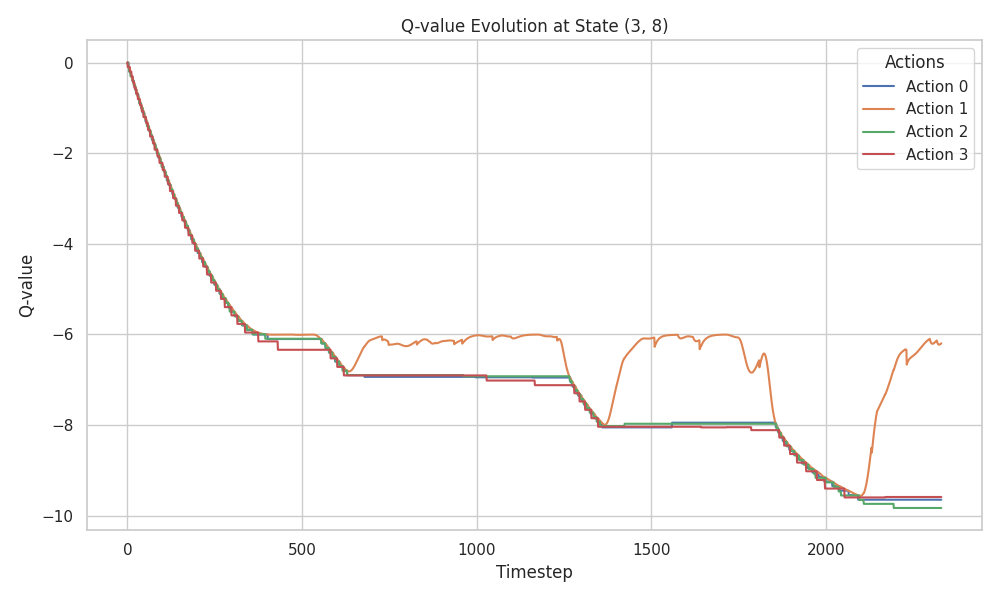 Q-value Evolution at State (3, 8)
Actions
Action 0
Action 1
Action 2
Action 3
Q-value
0
−2
−4
−6
−8
−10
0 500 1000 1500 2000
Timestep